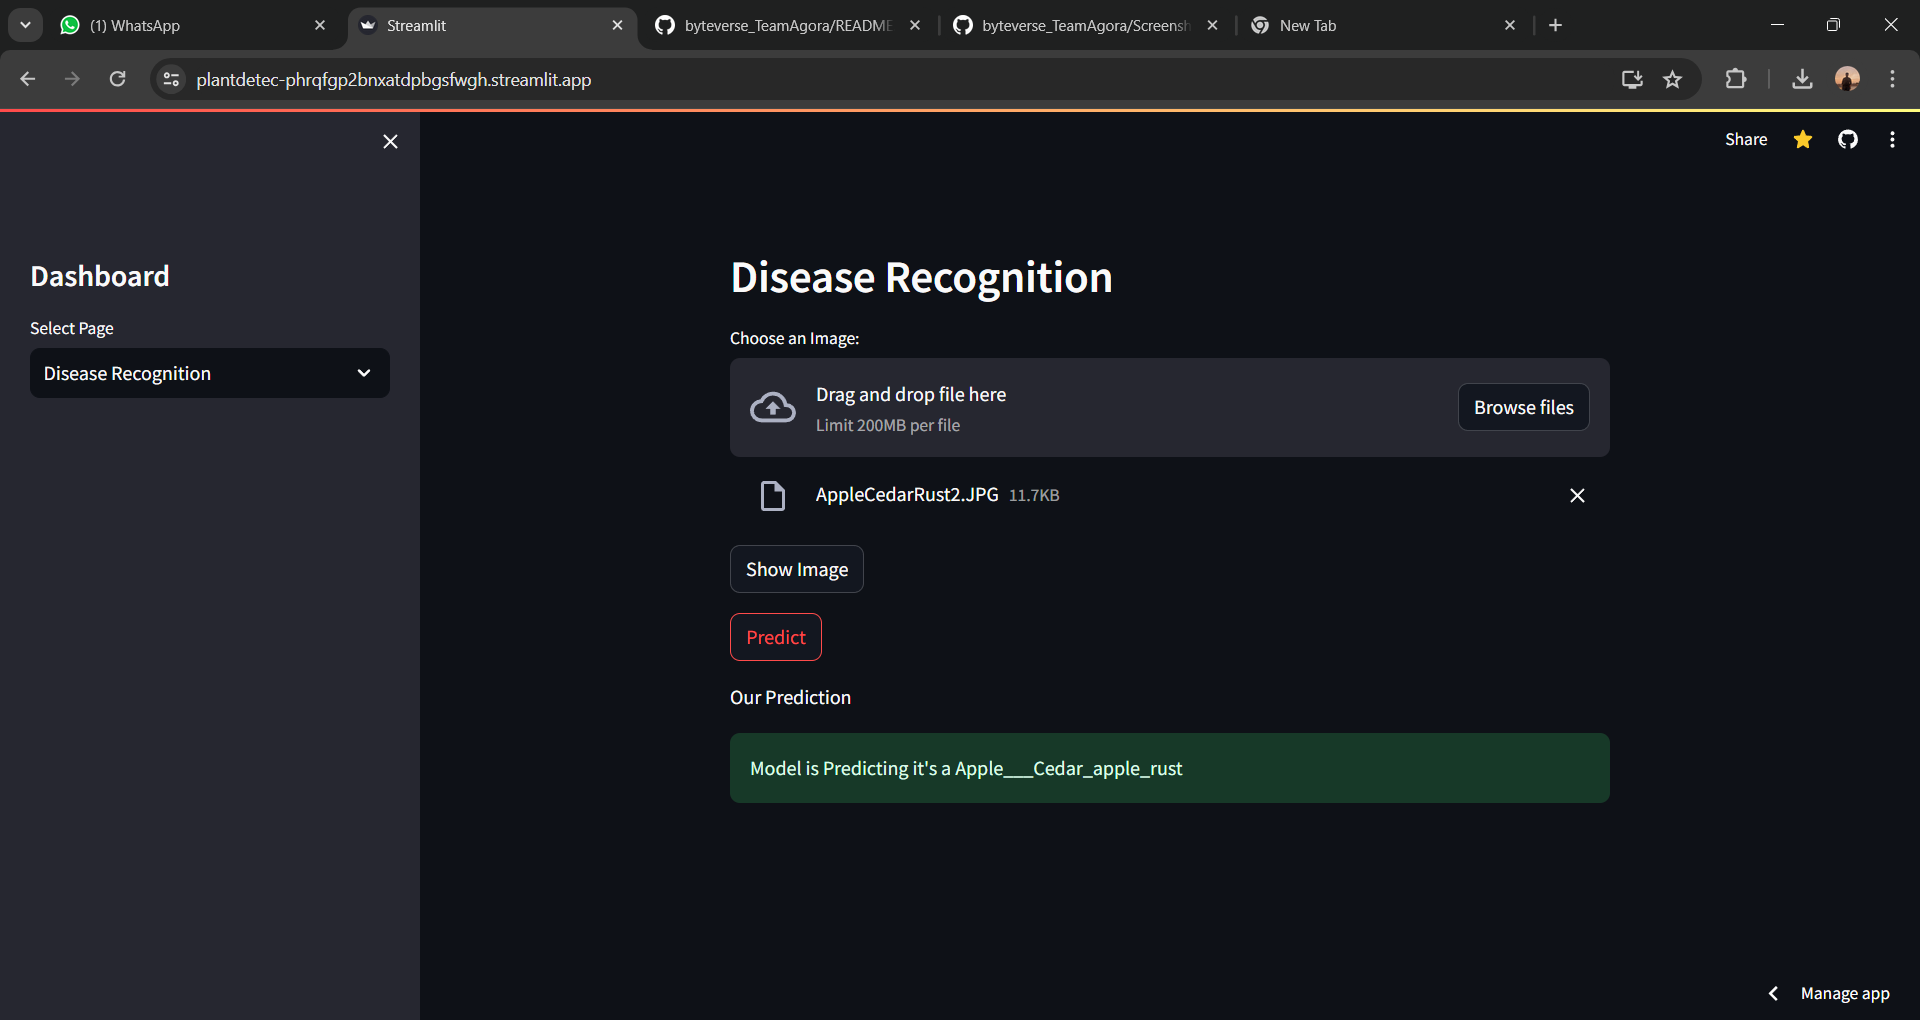 (1) WhatsApp
Streamlit
byteverse_TeamAgora/README
byteverse_TeamAgora/Screensh
New Tab
plantdetec-phrqfgp2bnxatdpbgsfwgh.streamlit.app
Share
Dashboard
Select Page
Disease Recognition
Disease Recognition
Choose an Image:
Drag and drop file here
Limit 200MB per file
Browse files
AppleCedarRust2.JPG 11.7KB
Show Image
Predict
Our Prediction
Model is Predicting it's a Apple___Cedar_apple_rust
Manage app